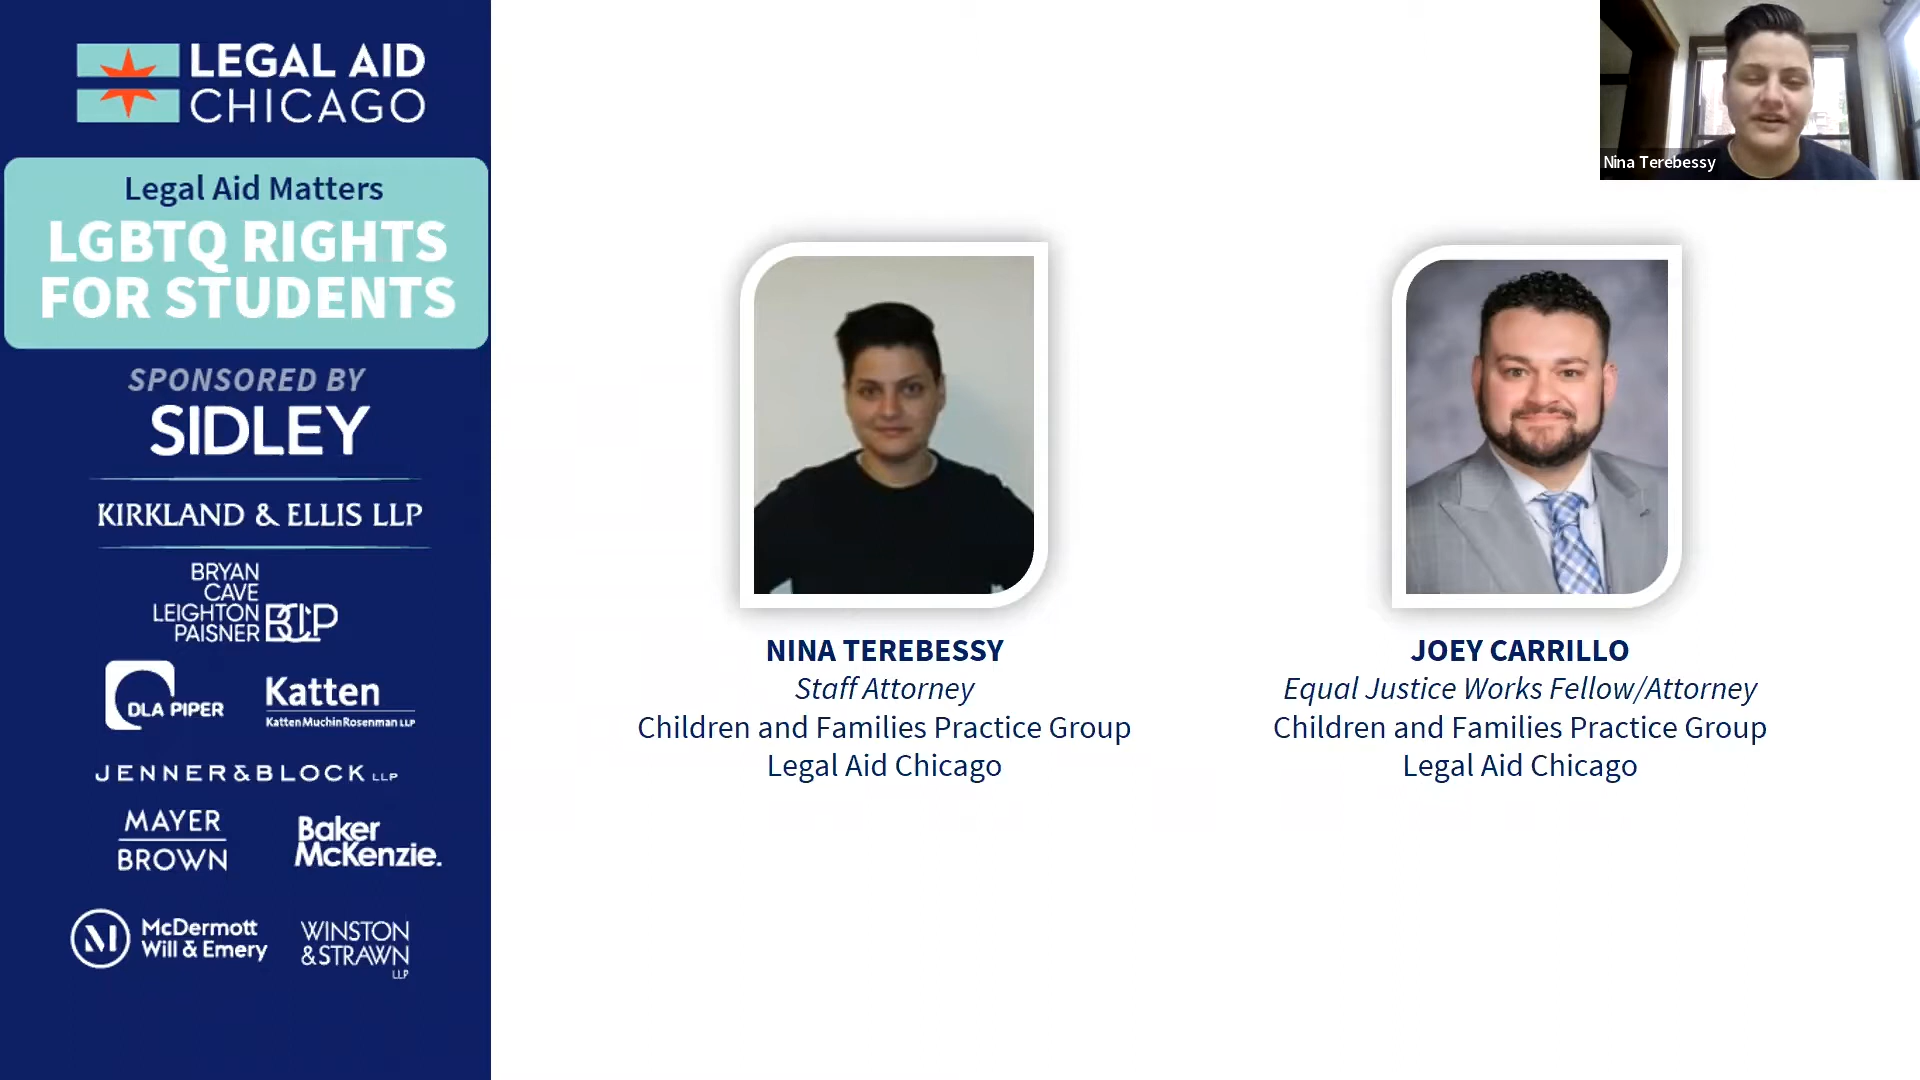 LEGAL AID
CHICAGO
Legal Aid Matters
LGBTQ RIGHTS
FOR STUDENTS
SPONSORED BY
SIDLEY
KIRKLAND & ELLIS LLP
BRYAN
CAVE
LEIGHTON
PAISNER BCLP
DLA PIPER
Katten
Katten Muchin Rosenman LLP
JENNER & BLOCK LLP
MAYER
BROWN
Baker
McKenzie.
McDermott
Will & Emery
WINSTON
& STRAWN
LLP
Nina Terebessy
NINA TEREBESSY
Staff Attorney
Children and Families Practice Group
Legal Aid Chicago
JOEY CARRILLO
Equal Justice Works Fellow/Attorney
Children and Families Practice Group
Legal Aid Chicago